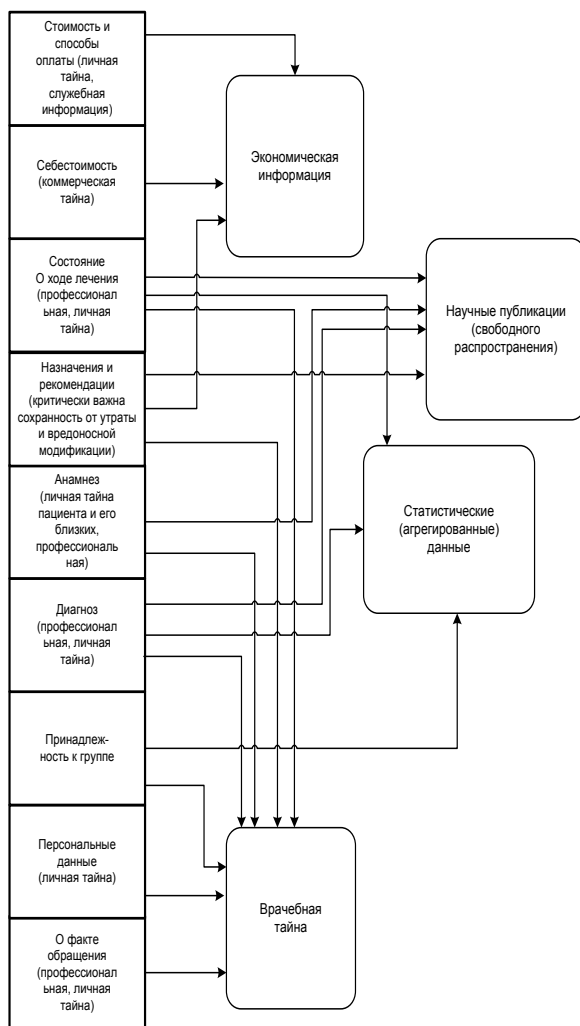 Стоимость и
способы
оплаты (личная
тайна,
служебная
информация)
Себестоимость
(коммерческая
тайна)
Состояние
О ходе лечения
(профессионал
ьная, личная
тайна)
Назначения и
рекомендации
(критически важна
сохранность от утраты
и вредоносной
модификации)
Анамнез
(личная тайна
пациента и его
близких,
профессиональ
ная)
Диагноз
(профессионал
ьная, личная
тайна)
Принадлеж-
ность к группе
Персональные
данные
(личная тайна)
О факте
обращения
(профессионал
ьная, личная
тайна)
Экономическая
информация
Научные публикации
(свободного
распространения)
Статистические
(агрегированные)
данные
Врачебная
тайна